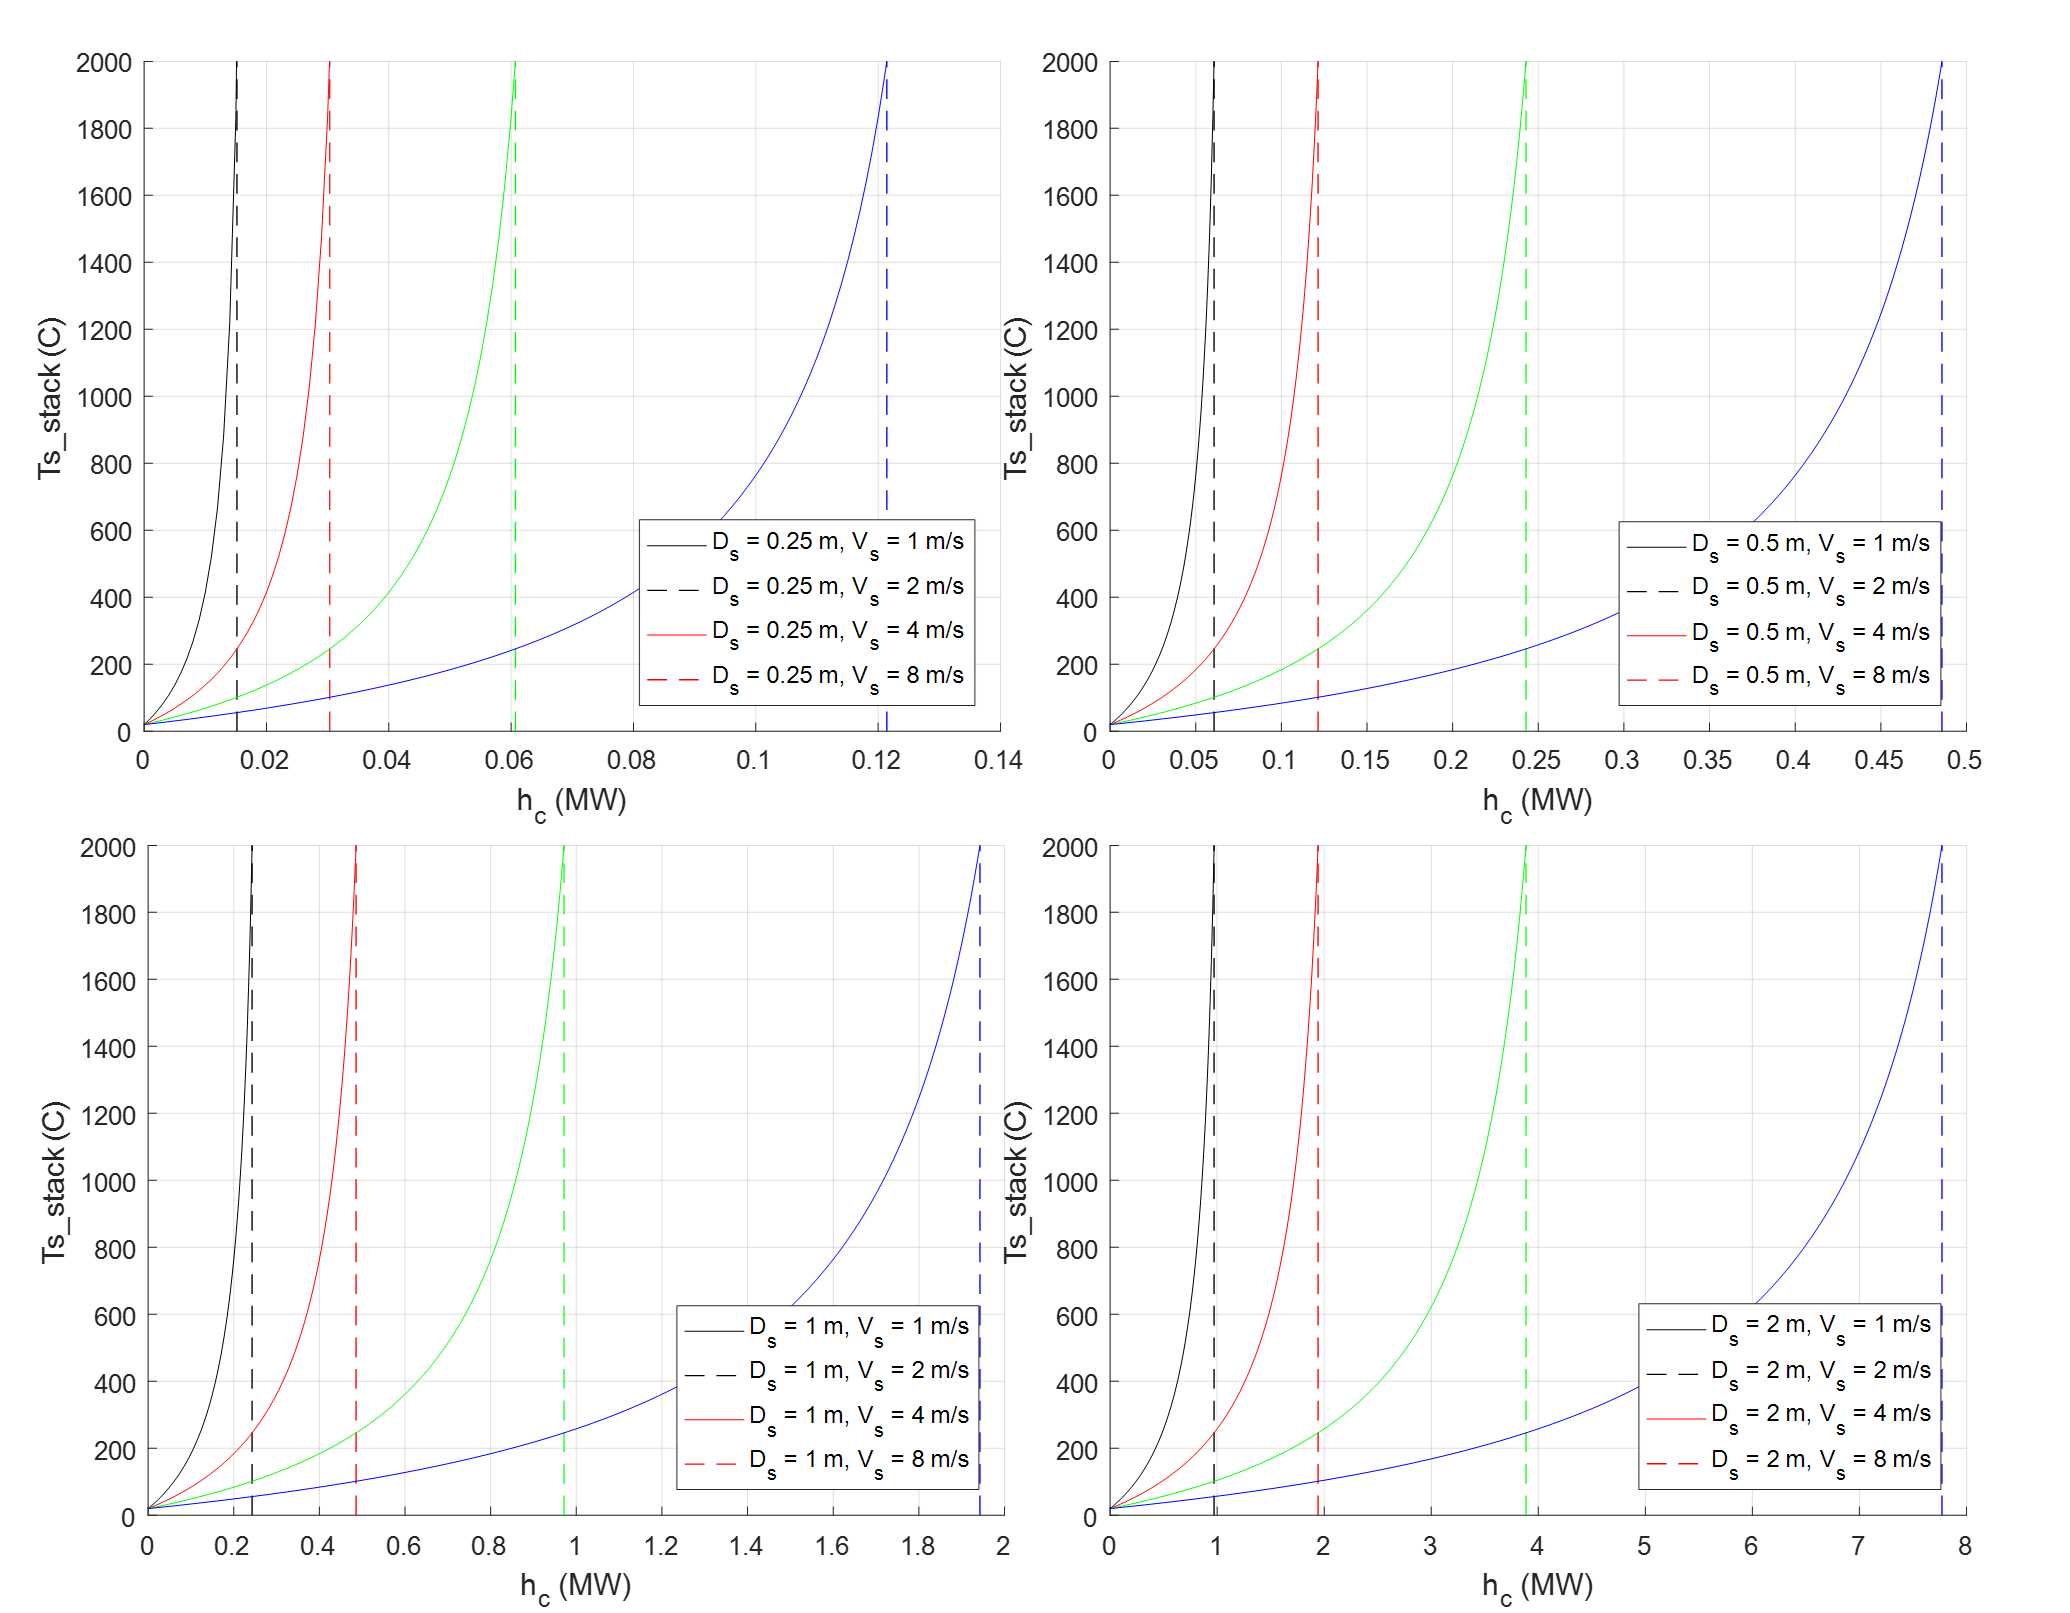 2000
1800
1600
1400
1200
1000
800
600
400
200
0
Ts_stack (C)
D_s = 0.25 m, V_s = 1 m/s
D_s = 0.25 m, V_s = 2 m/s
D_s = 0.25 m, V_s = 4 m/s
D_s = 0.25 m, V_s = 8 m/s
0 0.02 0.04 0.06 0.08 0.1 0.12 0.14
h_c (MW)
2000
1800
1600
1400
1200
1000
800
600
400
200
0
Ts_stack (C)
D_s = 0.5 m, V_s = 1 m/s
D_s = 0.5 m, V_s = 2 m/s
D_s = 0.5 m, V_s = 4 m/s
D_s = 0.5 m, V_s = 8 m/s
0 0.05 0.1 0.15 0.2 0.25 0.3 0.35 0.4 0.45 0.5
h_c (MW)
2000
1800
1600
1400
1200
1000
800
600
400
200
0
Ts_stack (C)
D_s = 1 m, V_s = 1 m/s
D_s = 1 m, V_s = 2 m/s
D_s = 1 m, V_s = 4 m/s
D_s = 1 m, V_s = 8 m/s
0 0.2 0.4 0.6 0.8 1 1.2 1.4 1.6 1.8 2
h_c (MW)
2000
1800
1600
1400
1200
1000
800
600
400
200
0
Ts_stack (C)
D_s = 2 m, V_s = 1 m/s
D_s = 2 m, V_s = 2 m/s
D_s = 2 m, V_s = 4 m/s
D_s = 2 m, V_s = 8 m/s
0 1 2 3 4 5 6 7 8
h_c (MW)